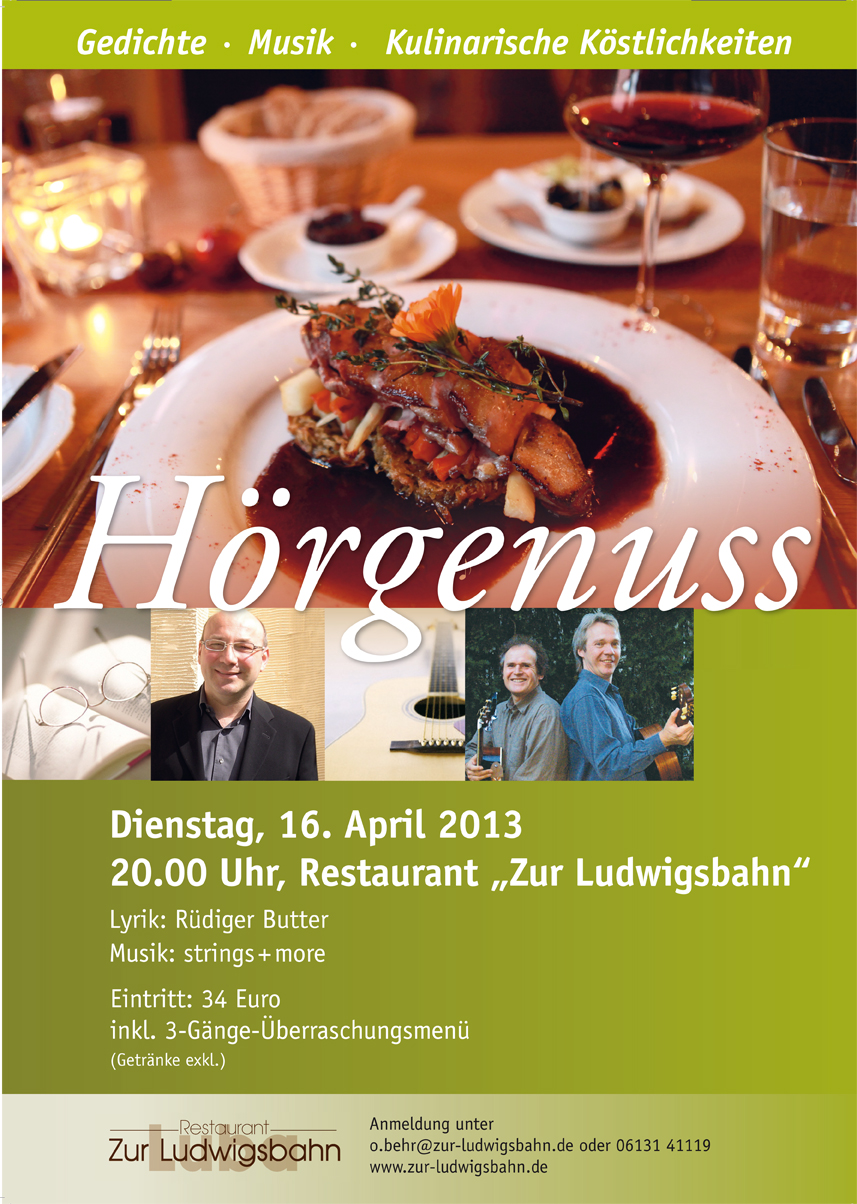 Gedichte · Musik · Kulinarische Köstlichkeiten
Hörgenuss
Dienstag, 16. April 2013
20.00 Uhr, Restaurant „Zur Ludwigsbahn“
Lyrik: Rüdiger Butter
Musik: strings+more
Eintritt: 34 Euro
inkl. 3-Gänge-Überraschungsmenü
(Getränke exkl.)
Restaurant
Zur Ludwigsbahn
Luba
Anmeldung unter
o.behr@zur-ludwigsbahn.de oder 06131 41119
www.zur-ludwigsbahn.de